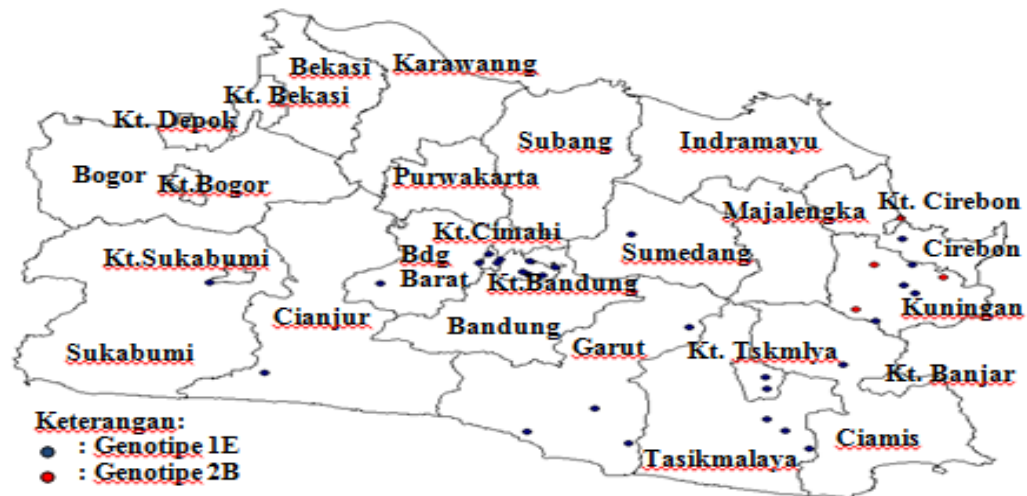 Bekasi
Karawanng
Kt. Bekasi
Kt. Depok
Subang
Indramayu
Bogor
Kt.Bogor
Purwakarta
Majalengka
Kt. Cirebon
Kt.Cimahi
Kt.Sukabumi
Bdg
Barat
Sumedang
Cirebon
Kt.Bandung
Kuningan
Cianjur
Bandung
Sukabumi
Garut
Kt. Tskmlya
Kt. Banjar
Keterangan:
: Genotipe 1E
: Genotipe 2B
Tasikmalaya
Ciamis